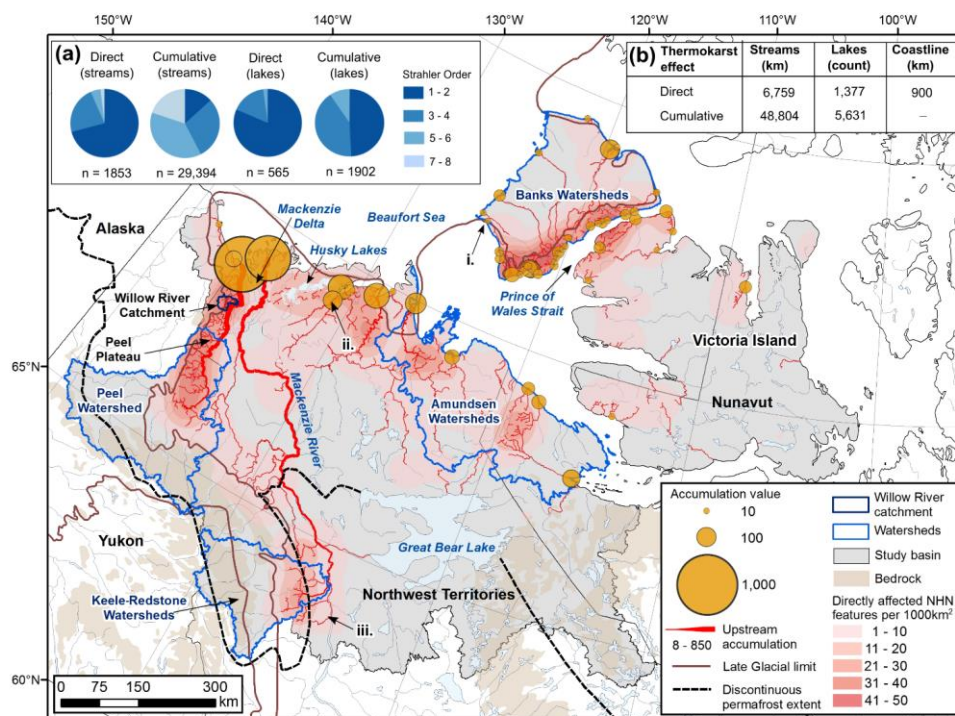 150°W
140°W
130°W
120°W
110°W
100°W
(a)
Direct
(streams)
Cumulative
(streams)
Direct
(lakes)
Cumulative
(lakes)
Strahler Order
1 - 2
3 - 4
5 - 6
7 - 8
n = 1853
n = 29,394
n = 565
n = 1902
(b)
Thermokarst effect
Streams (km)
Lakes (count)
Coastline (km)
Direct 6,759 1,377 900
Cumulative 48,804 5,631 –
Alaska
Mackenzie
Delta
Beaufort Sea
Husky Lakes
Banks Watersheds
i.
Willow River
Catchment
ii.
Prince of
Wales Strait
Peel
Plateau
Victoria Island
65°N
Peel
Watershed
Mackenzie River
Amundsen
Watersheds
Nunavut
Yukon
Great Bear Lake
Keele-Redstone
Watersheds
Northwest Territories
iii.
60°N
0 75 150 300
km
Accumulation value
10
100
1,000
Upstream
accumulation
8 - 850
Late Glacial limit
Discontinuous
permafrost extent
Willow River
catchment
Watersheds
Study basin
Bedrock
Directly affected NHN
features per 1000km²
1 - 10
11 - 20
21 - 30
31 - 40
41 - 50